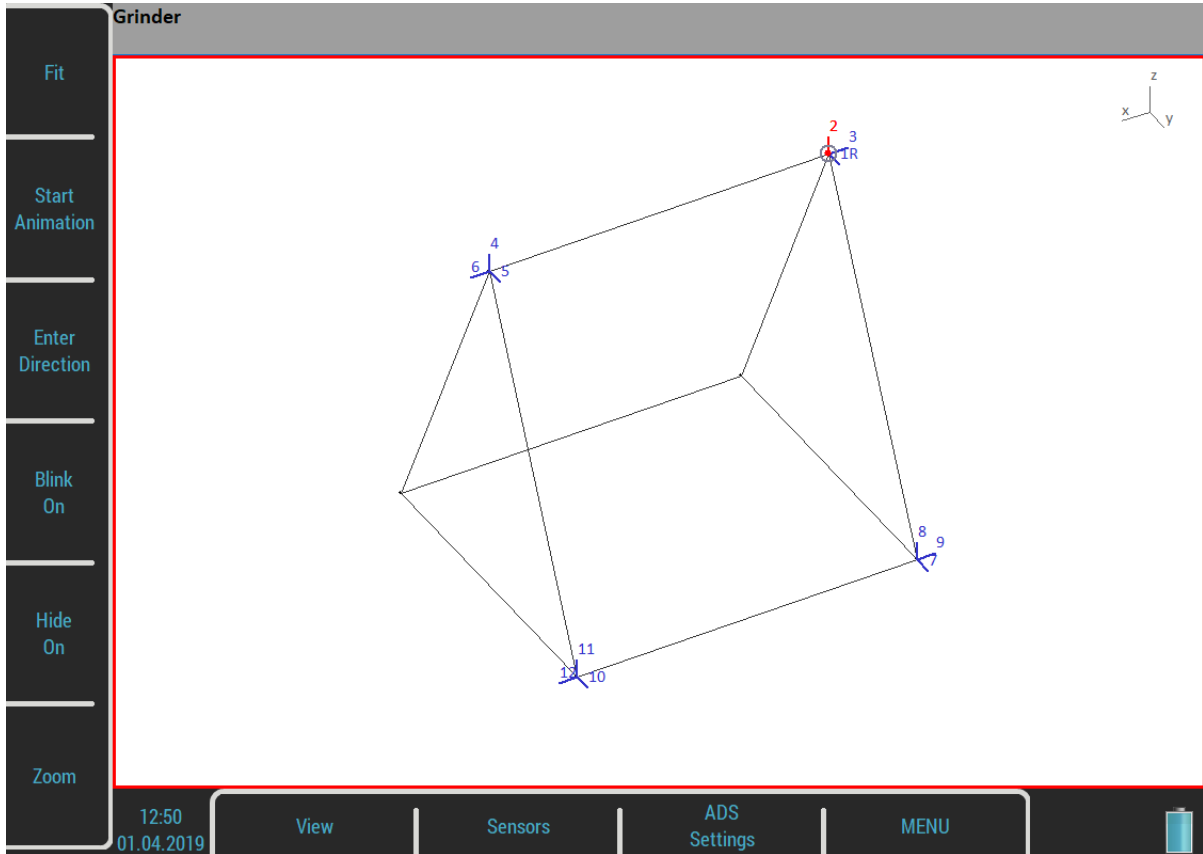 Grinder
Fit
Start
Animation
Enter
Direction
Blink
On
Hide
On
Zoom
z
x
y
2
3
1R
4
6
5
8
9
7
11
12
10
12:50
01.04.2019
View
Sensors
ADS
Settings
MENU